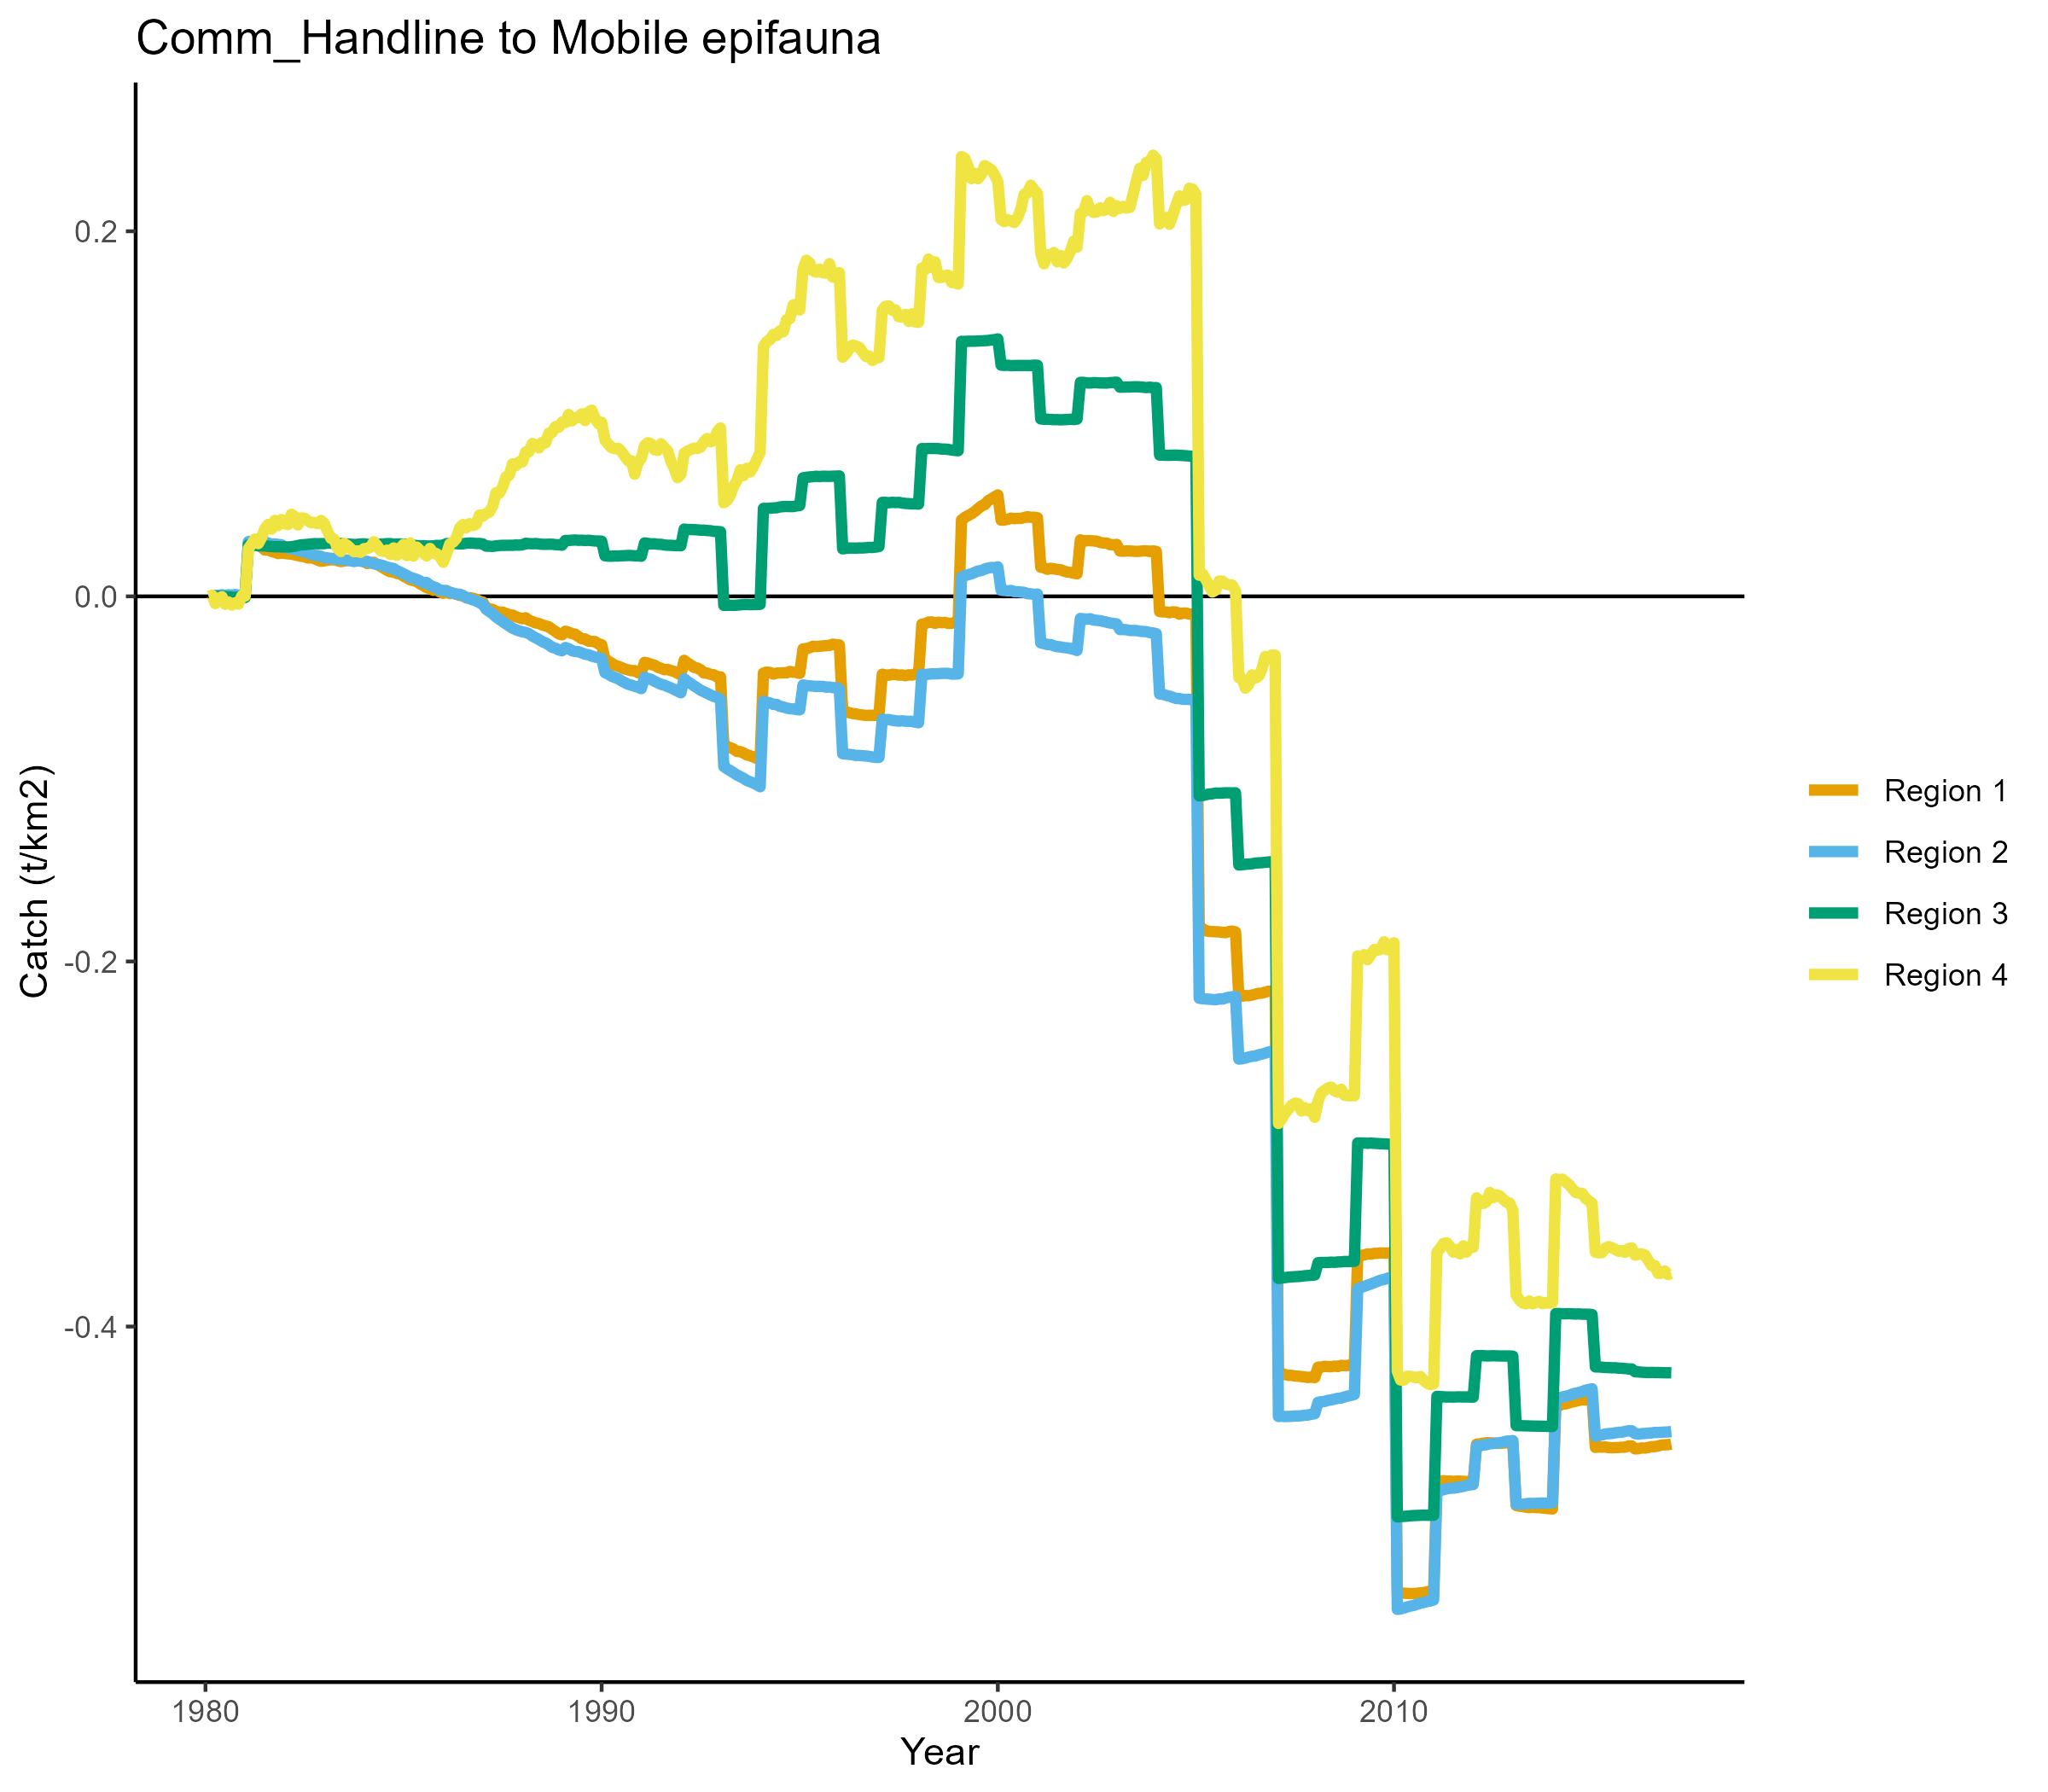 Comm_Handline to Mobile epifauna
Catch (t/km2)
0.2
0.0
-0.2
-0.4
1980
1990
2000
2010
Year
Region 1
Region 2
Region 3
Region 4